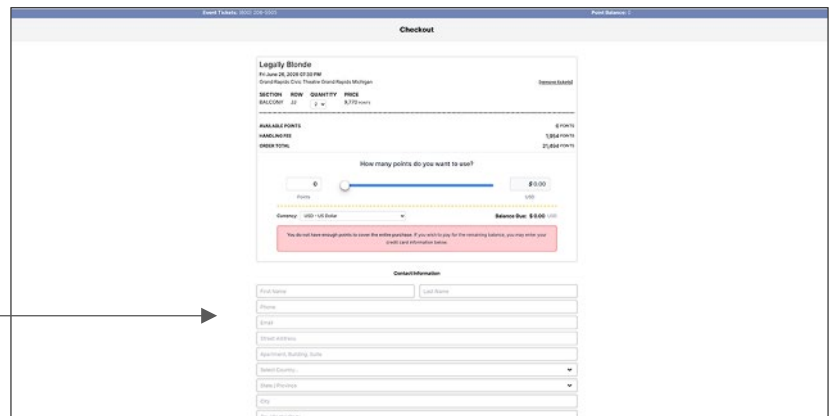 Event Tickets: (800) 208-5905 Point Balance: 0
Checkout
Legally Blonde
Fri June 26, 2026 07:30 PM
Grand Rapids Civic Theatre Grand Rapids Michigan
[remove tickets]
SECTION ROW QUANTITY PRICE
BALCONY JJ 2 9,770 POINTS
AVAILABLE POINTS 0 POINTS
HANDLING FEE 1,954 POINTS
ORDER TOTAL 21,494 POINTS
How many points do you want to use?
0 $ 0.00
Points USD
Currency USD - US Dollar Balance Due: $ 0.00 USD
You do not have enough points to cover the entire purchase. If you wish to pay for the remaining balance, you may enter your
credit card information below.
Contact Information
First Name Last Name
Phone
Email
Street Address
Apartment, Building, Suite
Select Country...
State / Province
City